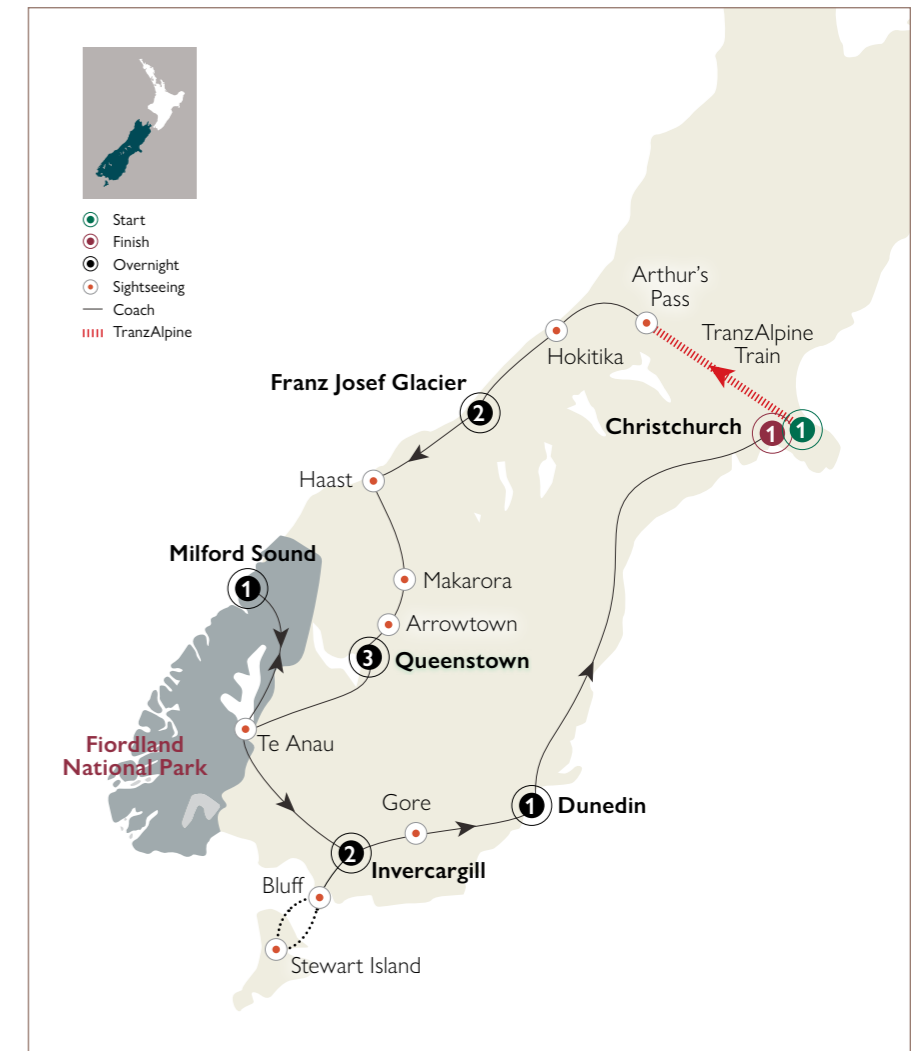 Start
Finish
Overnight
Sightseeing
Coach
TranzAlpine
Arthur's
Pass
TranzAlpine
Train
Hokitika
Franz Josef Glacier
2
Christchurch
1
1
Haast
Milford Sound
1
Makarora
Arrowtown
3
Queenstown
Te Anau
Fiordland
National Park
Gore
1
Dunedin
2
Invercargill
Bluff
Stewart Island